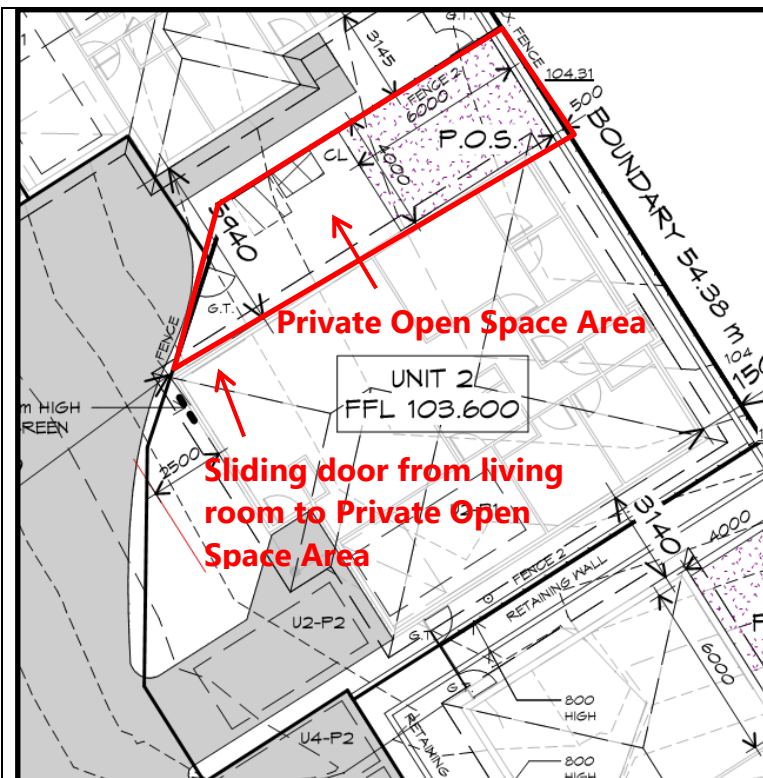 G.T.
X. FENCE
3145
104.31
FENCE 2
6000
500
P.O.S.
CL
4000
BOUNDARY 54.38 m
5940
G.T.
FENCE
Private Open Space Area
UNIT 2
FFL 103.600
m HIGH
REEN
2500
Sliding door from living
room to Private Open
Space Area
3140
4000
FENCE 2
RETAINING WALL
U2-P2
G.T.
6000
800
HIGH
U4-P2
RETAINING
800
HIGH